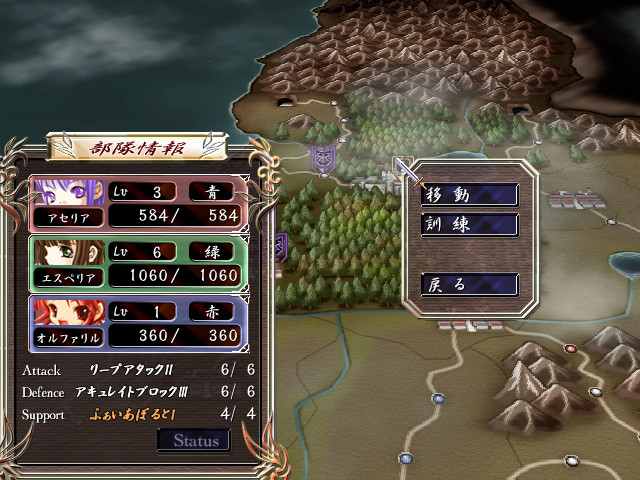 部隊情報
Lv 3 青
アセリア 584/ 584
Lv 6 緑
エスペリア 1060/ 1060
Lv 1 赤
オルファリル 360/ 360
Attack リープアタックⅡ 6/ 6
Defence アキュレイトブロックⅢ 6/ 6
Support ふぁいあぼると1 4/ 4
Status
移動
訓練
戻る